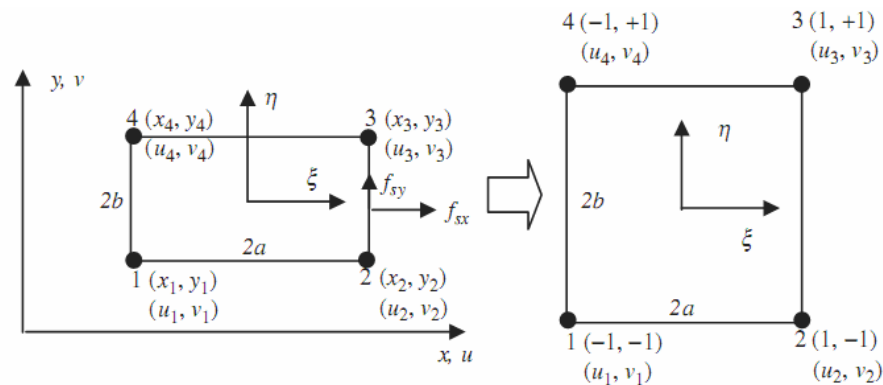 y, v
η
4 (x₄, y₄)
(u₄, v₄)
3 (x₃, y₃)
(u₃, v₃)
ξ
f_sy
f_sx
2b
2a
1 (x₁, y₁)
(u₁, v₁)
2 (x₂, y₂)
(u₂, v₂)
x, u
4 (−1, +1)
(u₄, v₄)
3 (1, +1)
(u₃, v₃)
η
2b
ξ
2a
1 (−1, −1)
(u₁, v₁)
2 (1, −1)
(u₂, v₂)